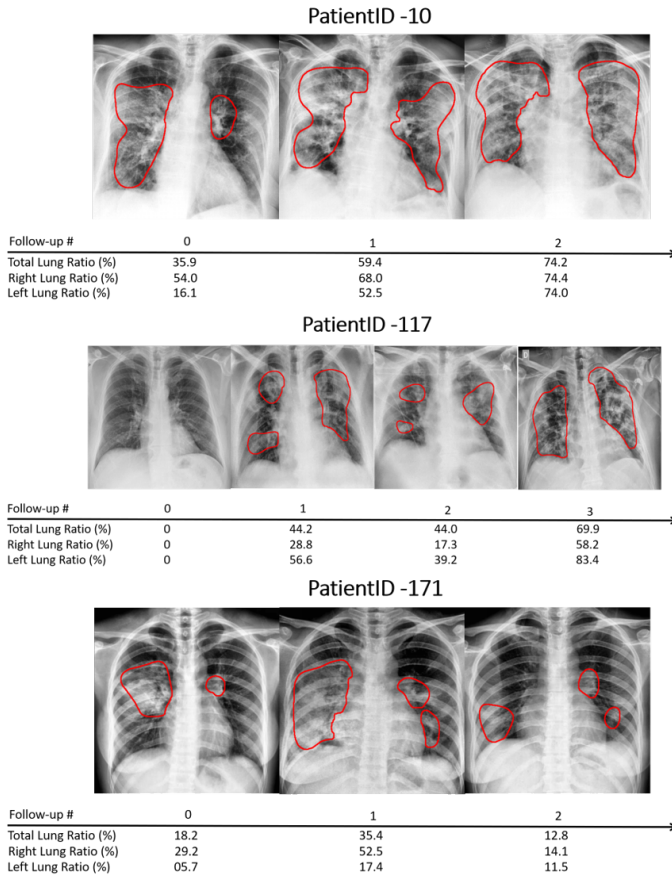 PatientID -10
Follow-up # 0 1 2
Total Lung Ratio (%) 35.9 59.4 74.2
Right Lung Ratio (%) 54.0 68.0 74.4
Left Lung Ratio (%) 16.1 52.5 74.0
PatientID -117
Follow-up # 0 1 2 3
Total Lung Ratio (%) 0 44.2 44.0 69.9
Right Lung Ratio (%) 0 28.8 17.3 58.2
Left Lung Ratio (%) 0 56.6 39.2 83.4
PatientID -171
Follow-up # 0 1 2
Total Lung Ratio (%) 18.2 35.4 12.8
Right Lung Ratio (%) 29.2 52.5 14.1
Left Lung Ratio (%) 05.7 17.4 11.5